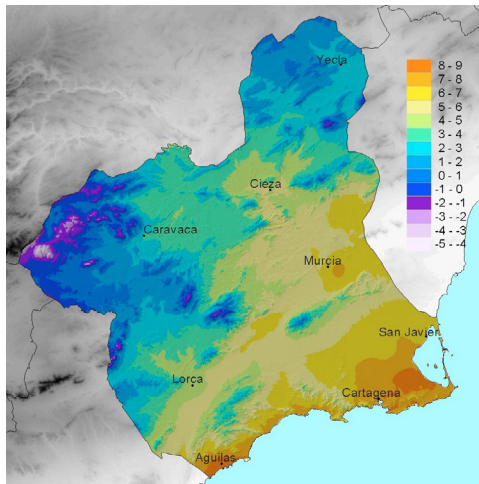 Yecla
8 - 9
7 - 8
6 - 7
5 - 6
4 - 5
3 - 4
2 - 3
1 - 2
0 - 1
-1 - 0
-2 - -1
-3 - -2
-4 - -3
-5 - -4
Cieza
Caravaca
Murcia
San Javier
Lorca
Cartagena
Aguilas